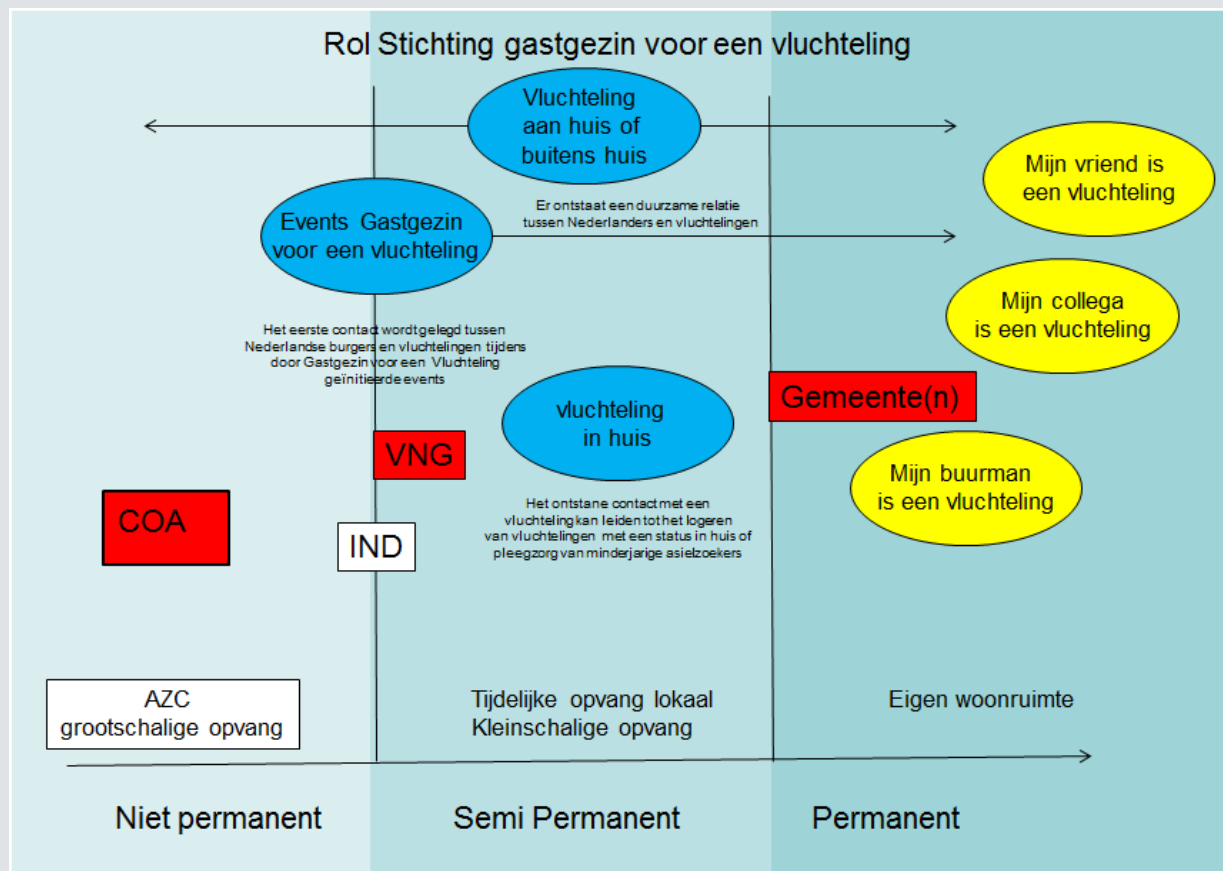 Rol Stichting gastgezin voor een vluchteling
Vluchteling
aan huis of
buitens huis
Mijn vriend is
een vluchteling
Er ontstaat een duurzame relatie
tussen Nederlanders en vluchtelingen
Events Gastgezin
voor een vluchteling
Mijn collega
is een vluchteling
Het eerste contact wordt gelegd tussen
Nederlandse burgers en vluchtelingen tijdens
door Gastgezin voor een Vluchteling
geïnitieerde events
Gemeente(n)
vluchteling
in huis
VNG
Mijn buurman
is een vluchteling
COA
IND
Het ontstane contact met een
vluchteling kan leiden tot het logeren
van vluchtelingen met een status in huis of
pleegzorg van minderjarige asielzoekers
AZC
grootschalige opvang
Tijdelijke opvang lokaal
Kleinschalige opvang
Eigen woonruimte
Niet permanent
Semi Permanent
Permanent